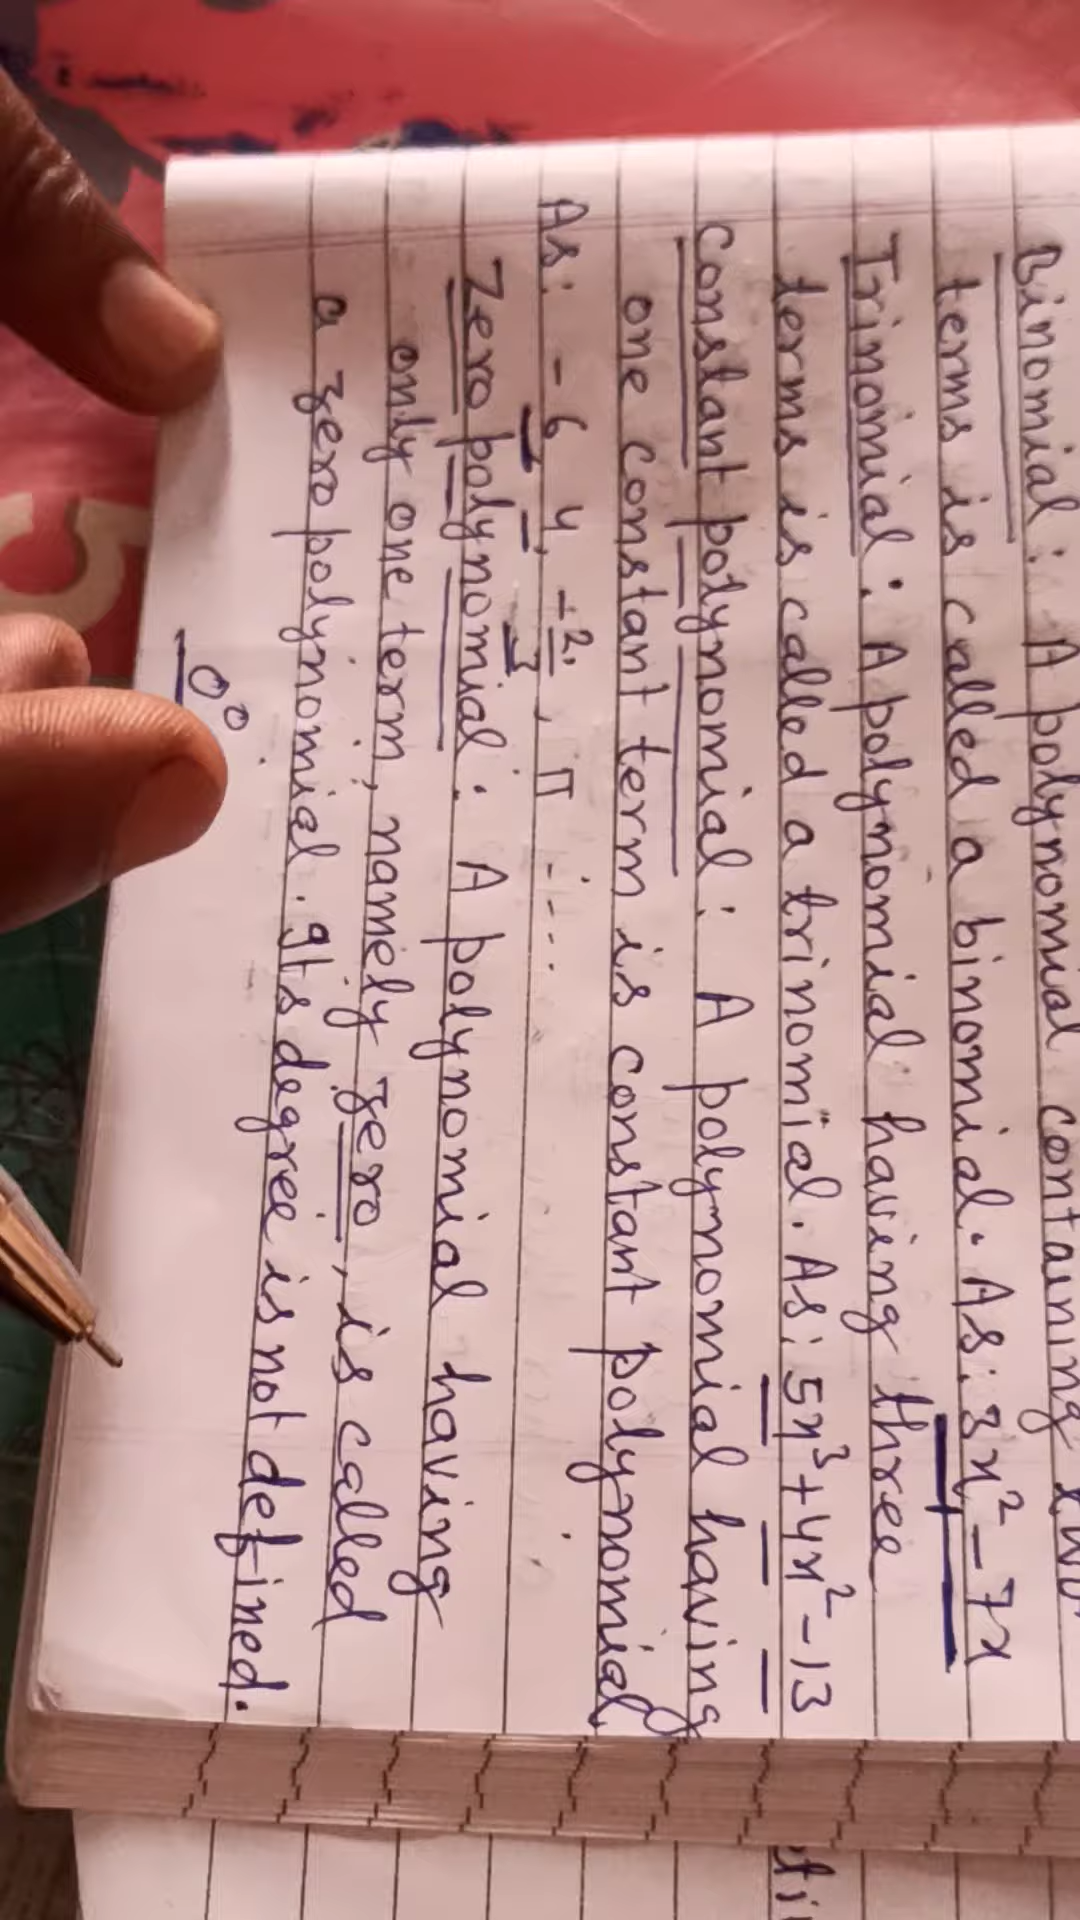 Binomial : A polynomial containing two
terms is called a binomial. As: 3x² - 7x
Trinomial : A polynomial having three
terms is called a trinomial. As: 5x³ + 4x² - 13
Constant polynomial : A polynomial having
one constant term is constant polynomial
As: - 6, 4, -2/3, π ....
Zero polynomial : A polynomial having
only one term, namely zero, is called
a zero polynomial. Its degree is not defined.
0⁰